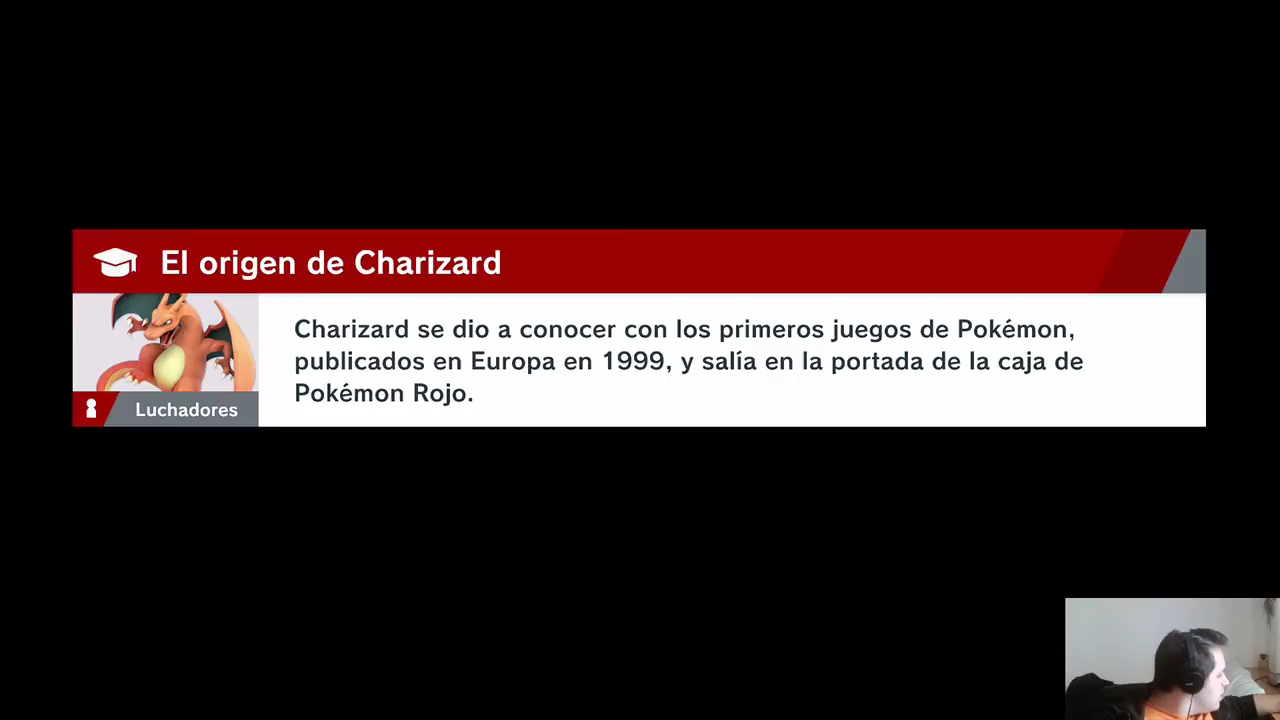 El origen de Charizard
Charizard se dio a conocer con los primeros juegos de Pokémon,
publicados en Europa en 1999, y salía en la portada de la caja de
Pokémon Rojo.
Luchadores